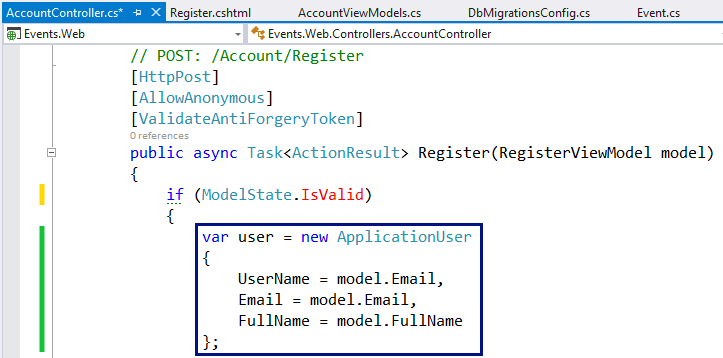 AccountController.cs* Register.cshtml AccountViewModels.cs DbMigrationsConfig.cs Event.cs
Events.Web Events.Web.Controllers.AccountController
// POST: /Account/Register
[HttpPost]
[AllowAnonymous]
[ValidateAntiForgeryToken]
0 references
public async Task<ActionResult> Register(RegisterViewModel model)
{
if (ModelState.IsValid)
{
var user = new ApplicationUser
{
UserName = model.Email,
Email = model.Email,
FullName = model.FullName
};